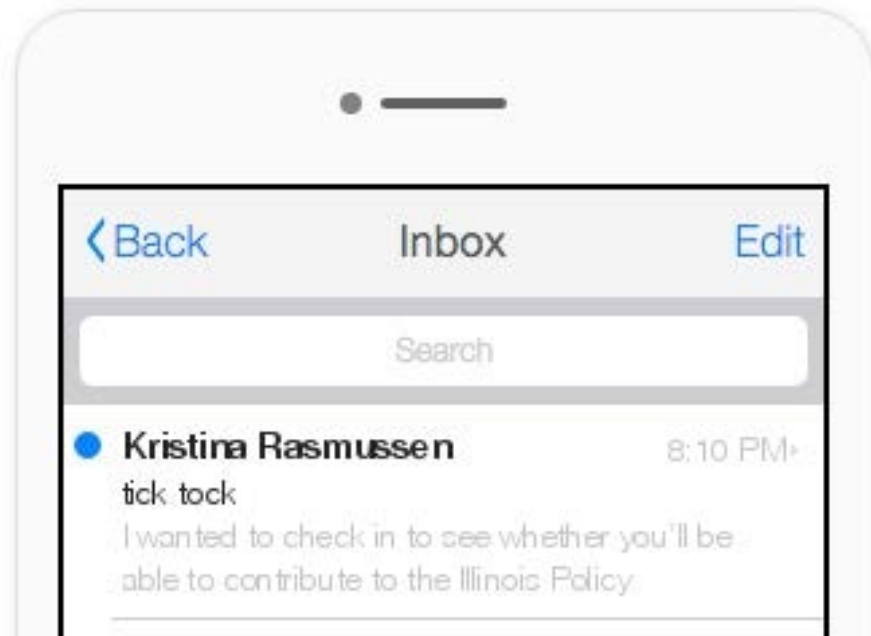 Back Inbox Edit
Search
Kristina Rasmussen 8:10 PM
tick tock
I wanted to check in to see whether you'll be
able to contribute to the Illinois Policy